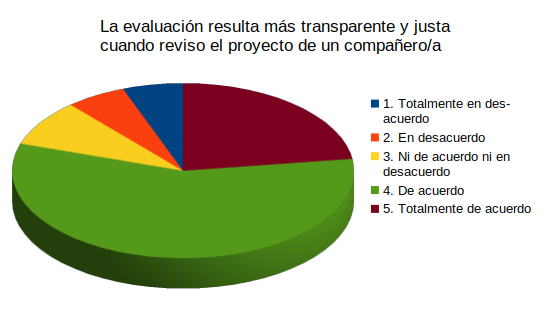 La evaluación resulta más transparente y justa
cuando reviso el proyecto de un compañero/a
1. Totalmente en des-
acuerdo
2. En desacuerdo
3. Ni de acuerdo ni en
desacuerdo
4. De acuerdo
5. Totalmente de acuerdo